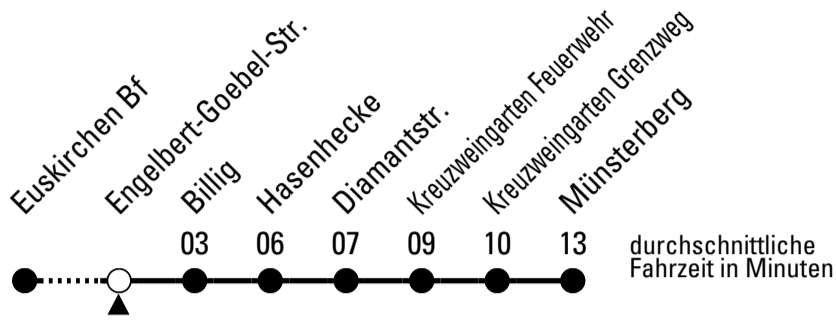 Euskirchen Bf
Engelbert-Goebel-Str.
Billig
Hasenhecke
Diamantstr.
Kreuzweingarten Feuerwehr
Kreuzweingarten Grenzweg
Münsterberg
03 06 07 09 10 13
durchschnittliche
Fahrzeit in Minuten